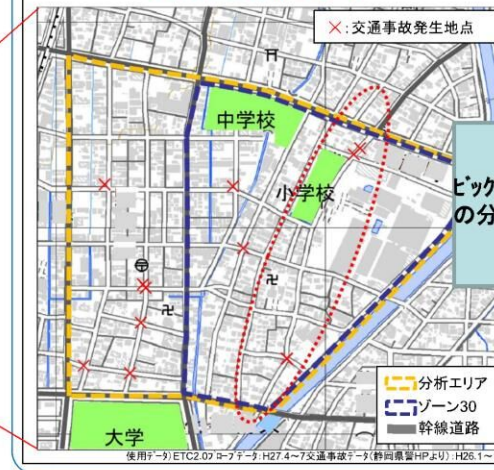 ×:交通事故発生地点
中学校
ビック
の分
小学校
分析エリア
ゾーン30
幹線道路
大学
使用データ)ETC2.0プローブデータ:H27.4~7交通事故データ(静岡県警HPより):H26.1~